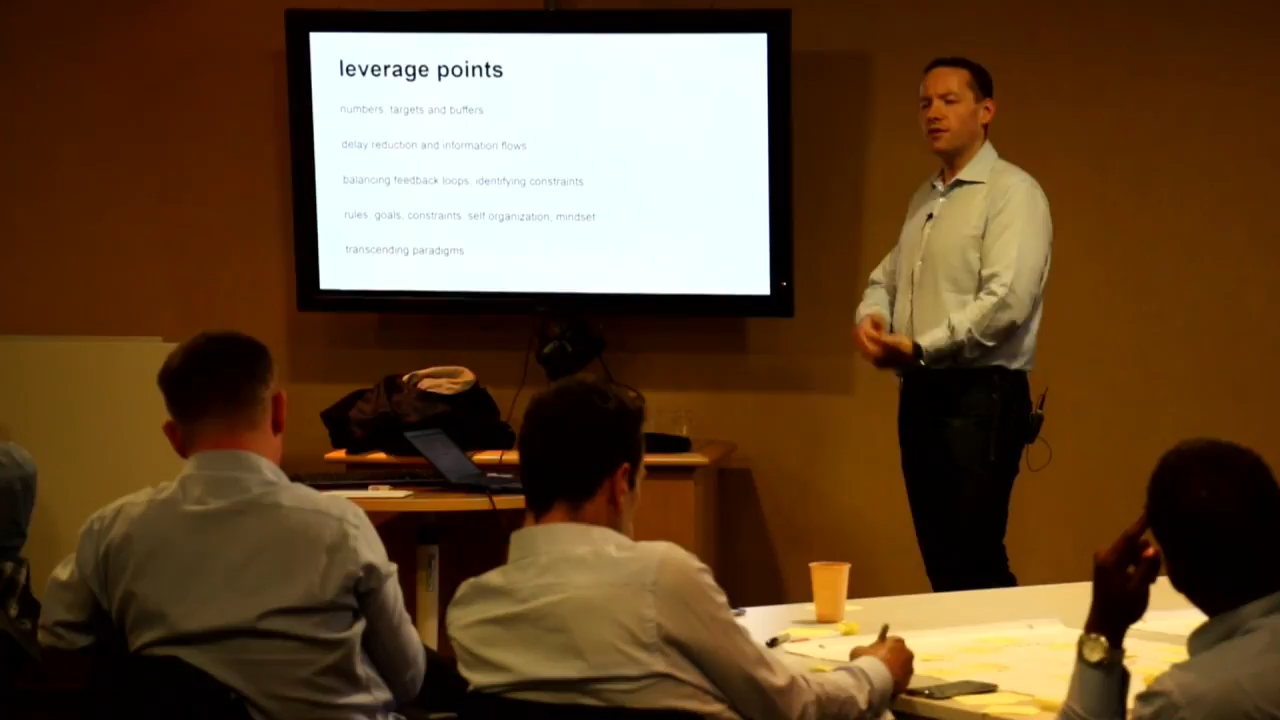 leverage points
numbers, targets and buffers
delay reduction and information flows
balancing feedback loops, identifying constraints
rules, goals, constraints, self organization, mindset
transcending paradigms